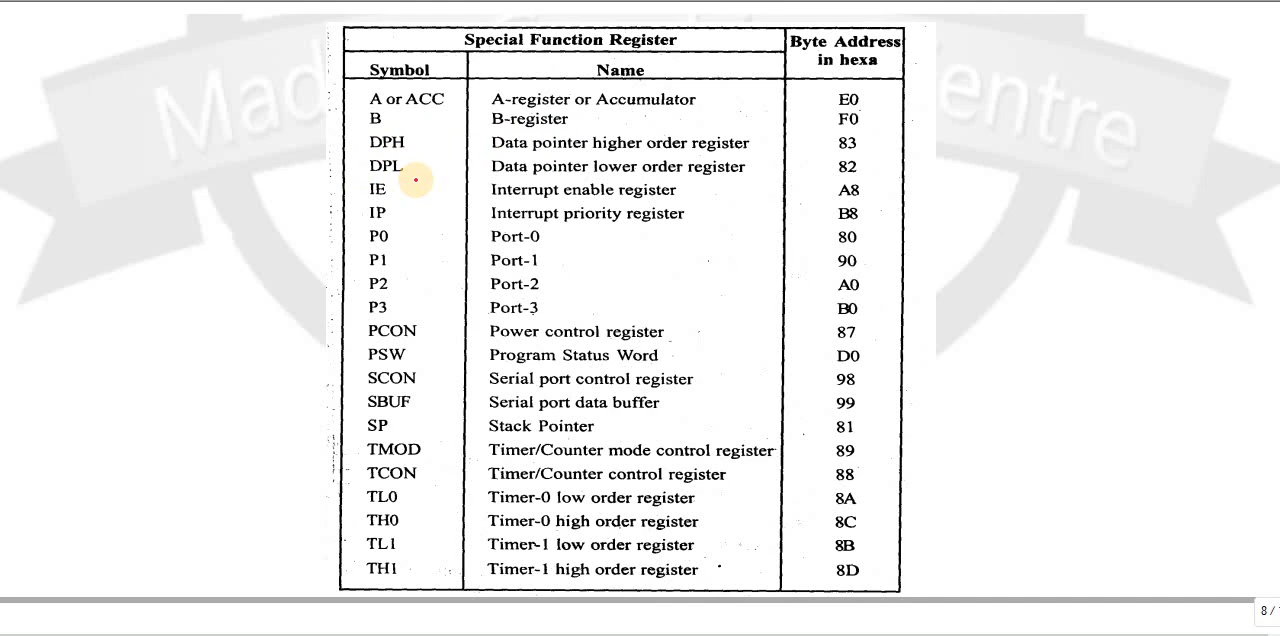 Special Function Register Byte Address in hexa
Symbol Name
A or ACC A-register or Accumulator E0
B B-register F0
DPH Data pointer higher order register 83
DPL Data pointer lower order register 82
IE Interrupt enable register A8
IP Interrupt priority register B8
P0 Port-0 80
P1 Port-1 90
P2 Port-2 A0
P3 Port-3 B0
PCON Power control register 87
PSW Program Status Word D0
SCON Serial port control register 98
SBUF Serial port data buffer 99
SP Stack Pointer 81
TMOD Timer/Counter mode control register 89
TCON Timer/Counter control register 88
TL0 Timer-0 low order register 8A
TH0 Timer-0 high order register 8C
TL1 Timer-1 low order register 8B
TH1 Timer-1 high order register 8D
8 /